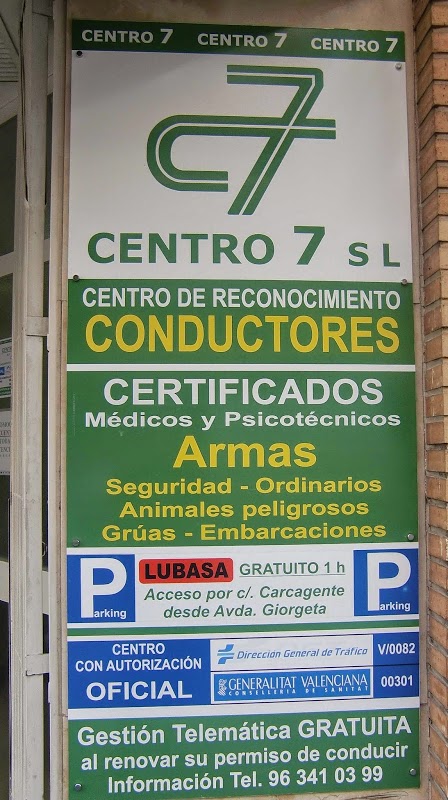 CENTRO 7 CENTRO 7 CENTRO 7
C7
CENTRO 7 S L
CENTRO DE RECONOCIMIENTO
CONDUCTORES
CERTIFICADOS
Médicos y Psicotécnicos
Armas
Seguridad - Ordinarios
Animales peligrosos
Grúas - Embarcaciones
Parking
LUBASA GRATUITO 1 h
Acceso por c/. Carcagente
desde Avda. Giorgeta
Parking
CENTRO
CON AUTORIZACIÓN
OFICIAL
Dirección General de Tráfico V/0082
GENERALITAT VALENCIANA
CONSELLERIA DE SANITAT
00301
Gestión Telemática GRATUITA
al renovar su permiso de conducir
Información Tel. 96 341 03 99